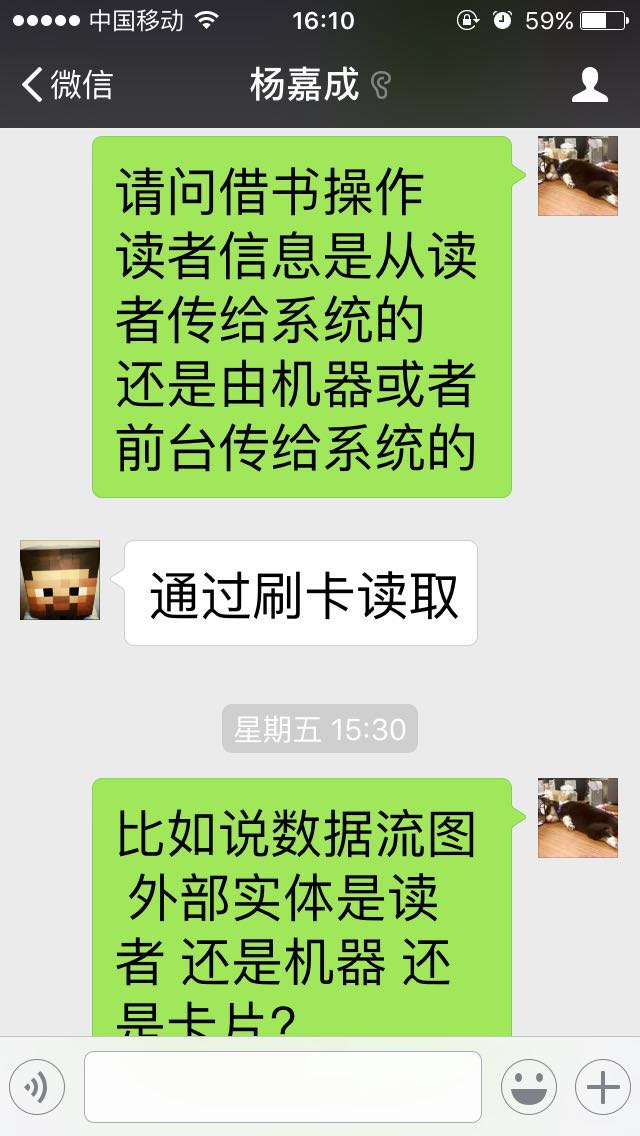 中国移动 16:10 59%
微信 杨嘉成
请问借书操作
读者信息是从读
者传给系统的
还是由机器或者
前台传给系统的
通过刷卡读取
星期五 15:30
比如说数据流图
外部实体是读
者 还是机器 还
是卡片?